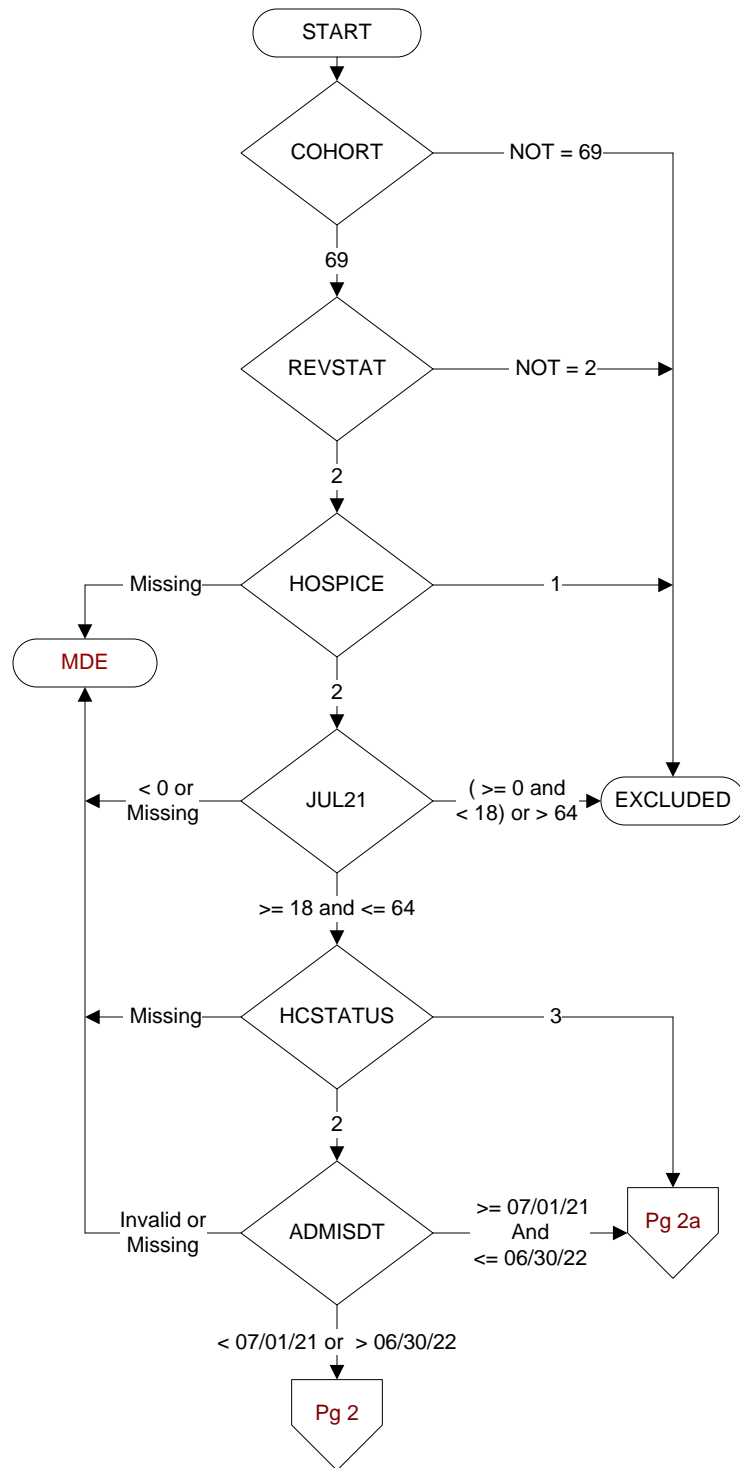 START
COHORT
NOT = 69
69
REVSTAT
NOT = 2
2
Missing
HOSPICE
1
MDE
2
< 0 or
Missing
JUL21
( >= 0 and
< 18) or > 64
EXCLUDED
>= 18 and <= 64
Missing
HCSTATUS
3
2
Invalid or
Missing
ADMISDT
>= 07/01/21
And
<= 06/30/22
Pg 2a
< 07/01/21 or > 06/30/22
Pg 2